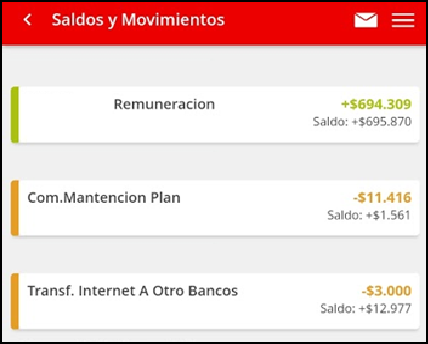 Saldos y Movimientos
Remuneracion
+$694.309
Saldo: +$695.870
Com.Mantencion Plan
-$11.416
Saldo: +$1.561
Transf. Internet A Otro Bancos
-$3.000
Saldo: +$12.977